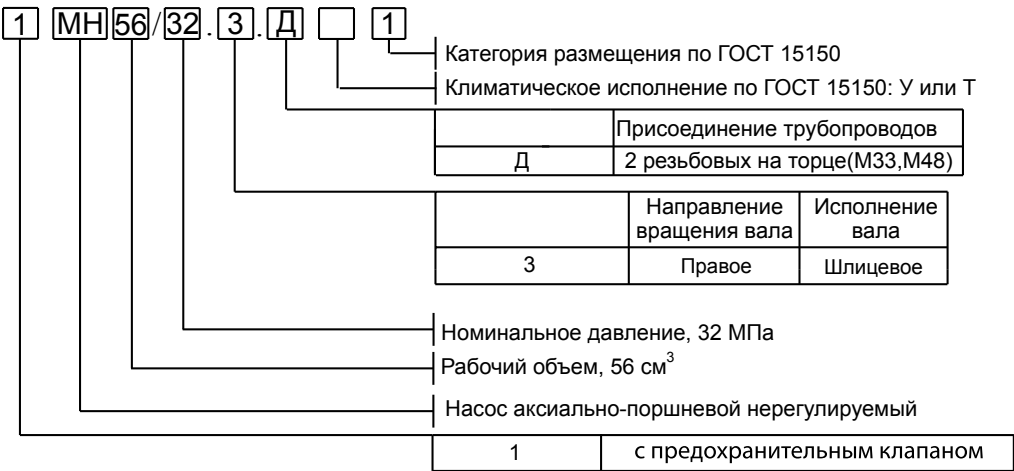 1 МН 56/32.3.Д 1
Категория размещения по ГОСТ 15150
Климатическое исполнение по ГОСТ 15150: У или Т
Присоединение трубопроводов
Д 2 резьбовых на торце(М33,М48)
Направление вращения вала Исполнение вала
3 Правое Шлицевое
Номинальное давление, 32 МПа
Рабочий объем, 56 см³
Насос аксиально-поршневой нерегулируемый
1 с предохранительным клапаном